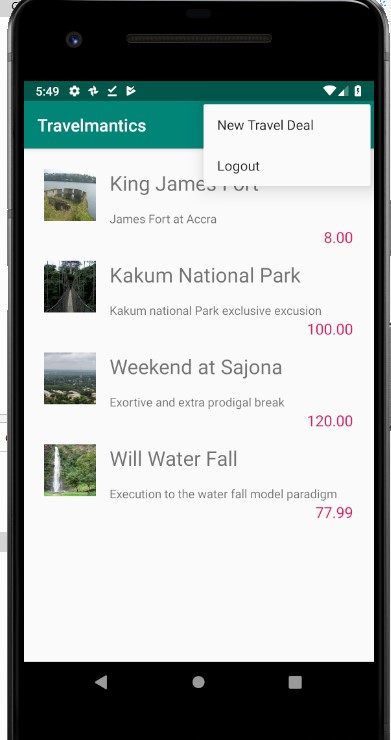 5:49
Travelmantics
New Travel Deal
Logout
King James Fort
James Fort at Accra
8.00
Kakum National Park
Kakum national Park exclusive excusion
100.00
Weekend at Sajona
Exortive and extra prodigal break
120.00
Will Water Fall
Execution to the water fall model paradigm
77.99